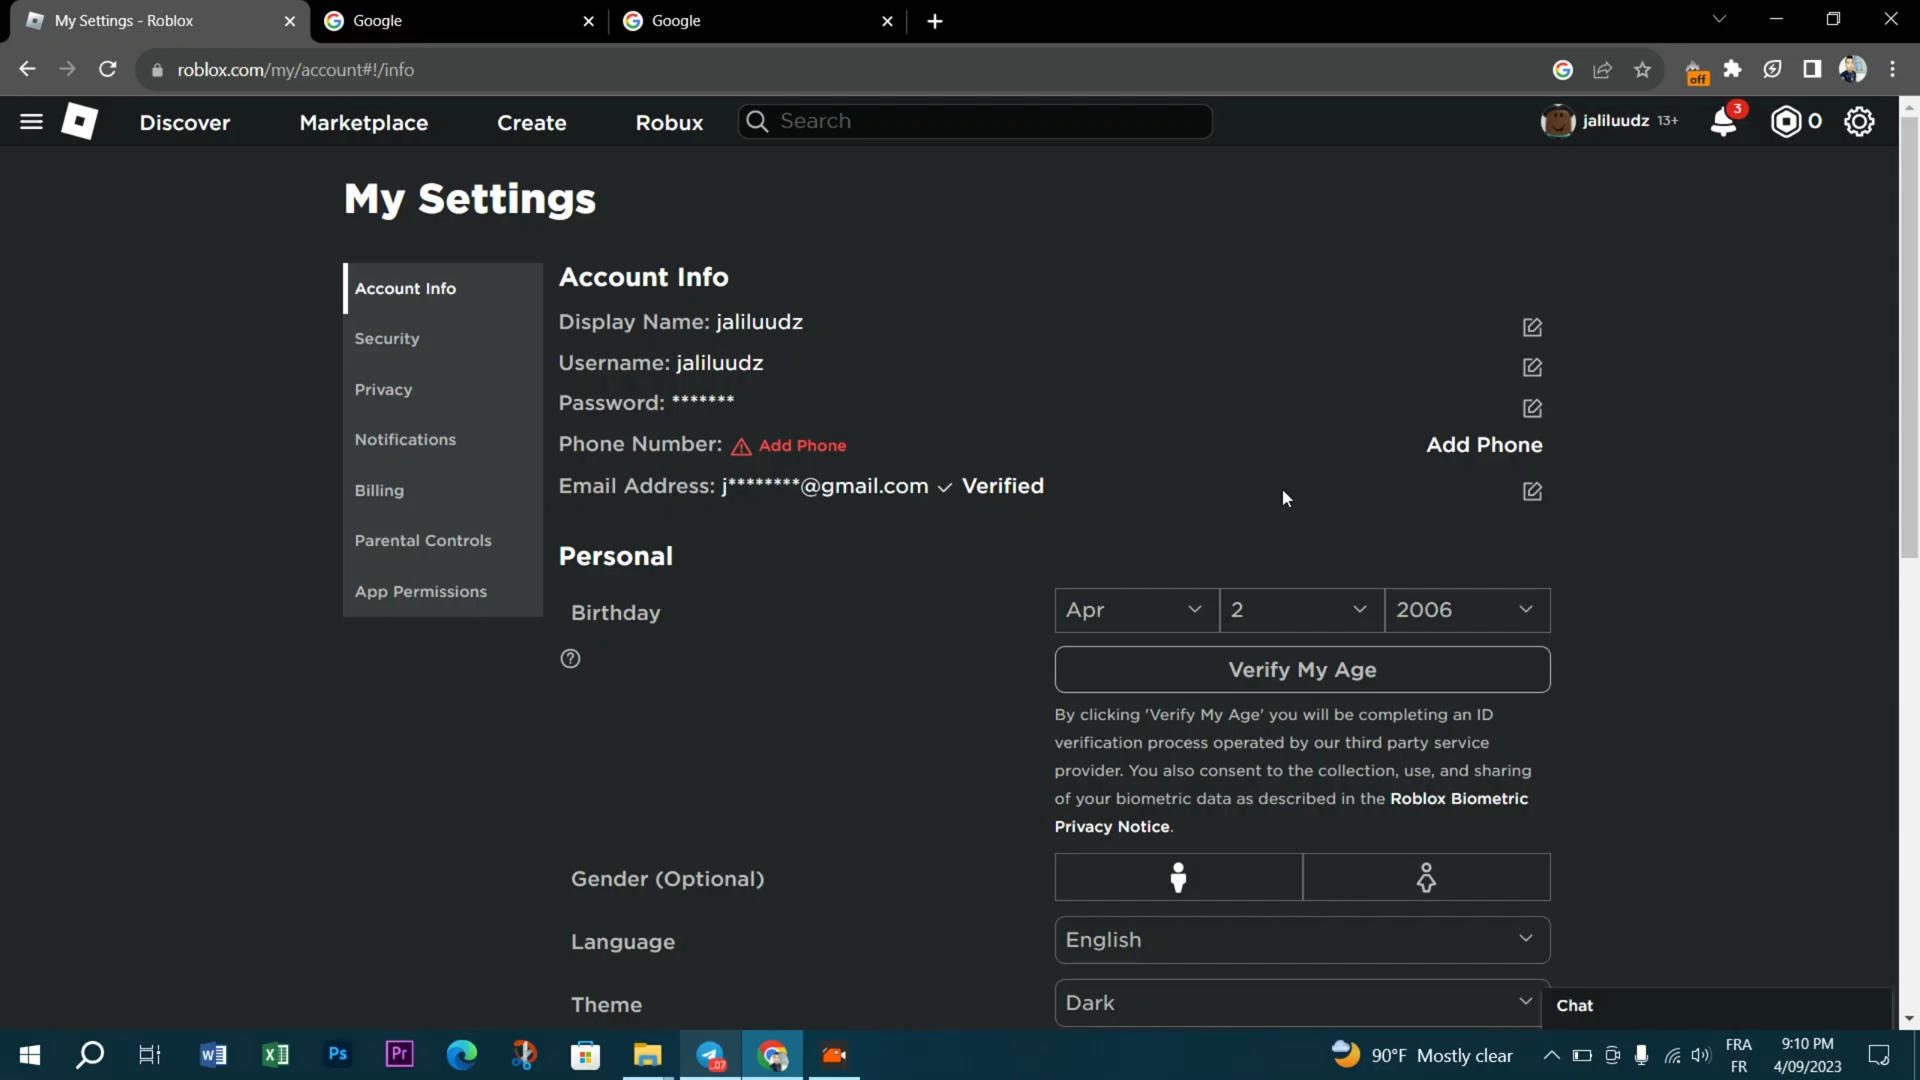 My Settings - Roblox
Google
Google
roblox.com/my/account#!/info
off
Discover
Marketplace
Create
Robux
Search
jaliluudz 13+
3
0
My Settings
Account Info
Security
Privacy
Notifications
Billing
Parental Controls
App Permissions
Account Info
Display Name: jaliluudz
Username: jaliluudz
Password: *******
Phone Number: Add Phone
Add Phone
Email Address: j********@gmail.com Verified
Personal
Birthday
Apr
2
2006
Verify My Age
By clicking 'Verify My Age' you will be completing an ID
verification process operated by our third party service
provider. You also consent to the collection, use, and sharing
of your biometric data as described in the Roblox Biometric
Privacy Notice.
Gender (Optional)
Language
English
Theme
Dark
Chat
Ps
Pr
90°F Mostly clear
FRA
FR
9:10 PM
4/09/2023